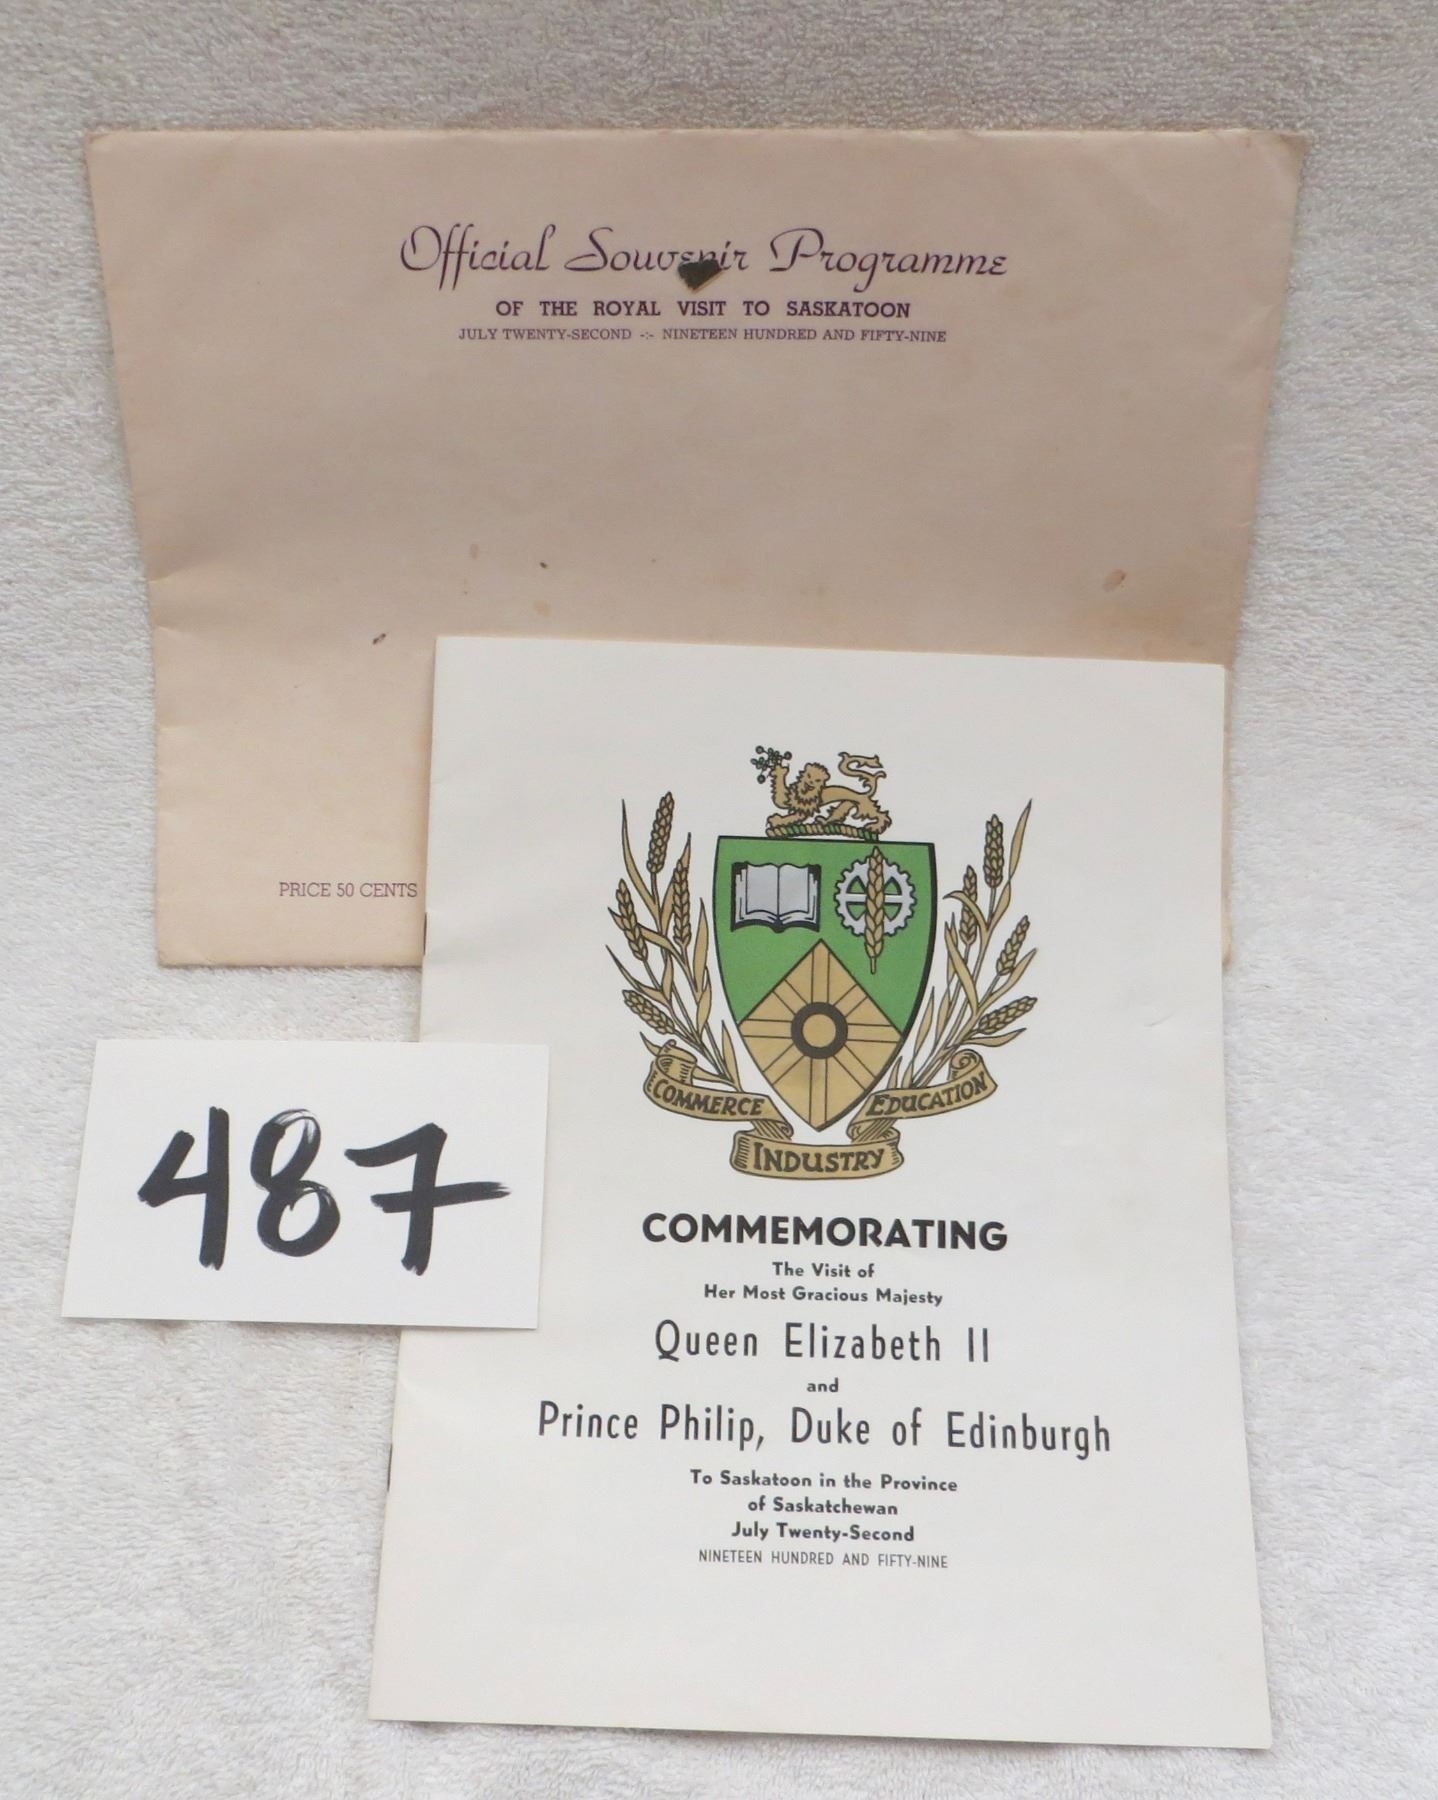 Official Souvenir Programme
OF THE ROYAL VISIT TO SASKATOON
JULY TWENTY-SECOND -:- NINETEEN HUNDRED AND FIFTY-NINE
PRICE 50 CENTS
487
COMMERCE
EDUCATION
INDUSTRY
COMMEMORATING
The Visit of
Her Most Gracious Majesty
Queen Elizabeth II
and
Prince Philip, Duke of Edinburgh
To Saskatoon in the Province
of Saskatchewan
July Twenty-Second
NINETEEN HUNDRED AND FIFTY-NINE